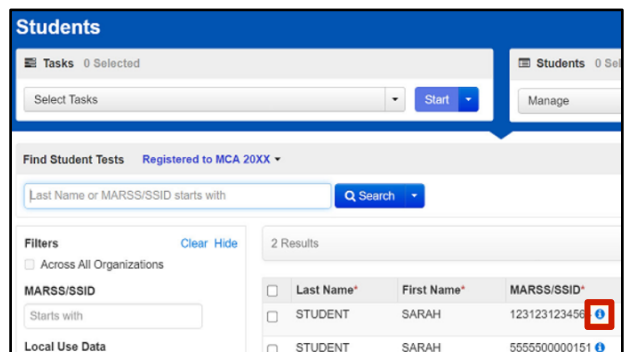 Students
Tasks 0 Selected
Students 0 Sel
Select Tasks
Start
Manage
Find Student Tests Registered to MCA 20XX
Last Name or MARSS/SSID starts with
Search
Filters Clear Hide
2 Results
Across All Organizations
MARSS/SSID
Last Name* First Name* MARSS/SSID*
Starts with
STUDENT SARAH
Local Use Data
STUDENT SARAH 5555500000151